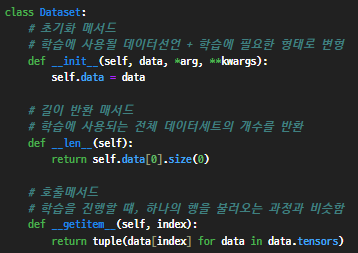 class Dataset:
# 초기화 메서드
# 학습에 사용될 데이터선언 + 학습에 필요한 형태로 변형
def __init__(self, data, *arg, **kwargs):
self.data = data
# 길이 반환 메서드
# 학습에 사용되는 전체 데이터세트의 개수를 반환
def __len__(self):
return self.data[0].size(0)
# 호출메서드
# 학습을 진행할 떄, 하나의 행을 불러오는 과정과 비슷함
def __getitem__(self, index):
return tuple(data[index] for data in data.tensors)